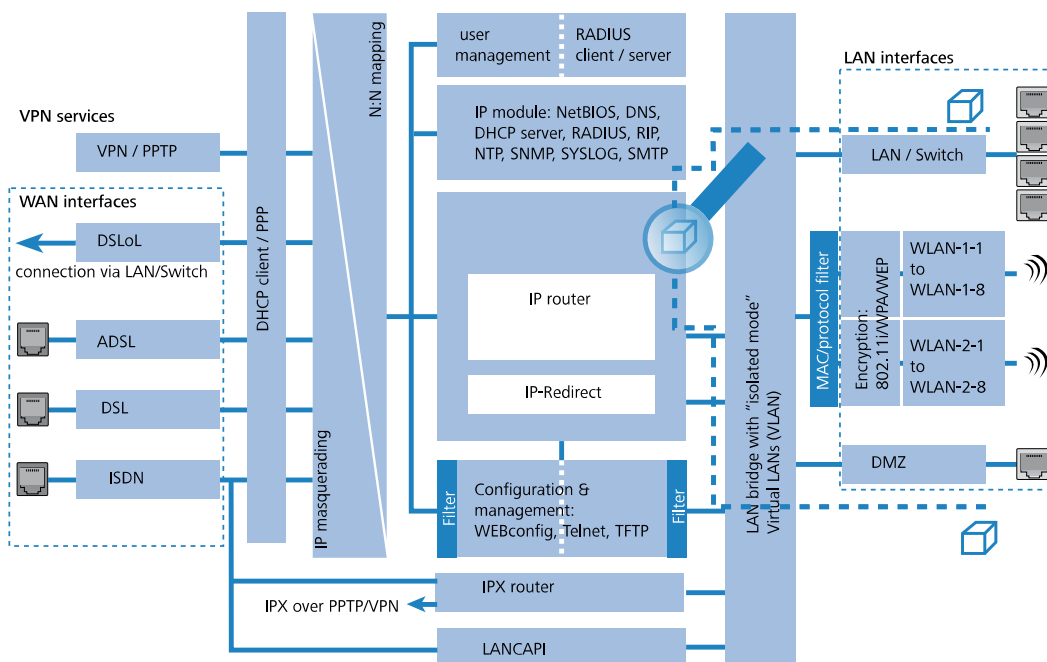 VPN services
VPN / PPTP
WAN interfaces
DSLoL
connection via LAN/Switch
ADSL
DSL
ISDN
DHCP client / PPP
IP masquerading
N:N mapping
user
management
RADIUS
client / server
IP module: NetBIOS, DNS,
DHCP server, RADIUS, RIP,
NTP, SNMP, SYSLOG, SMTP
IP router
IP-Redirect
Filter
Configuration &
management:
WEBconfig, Telnet, TFTP
Filter
IPX router
IPX over PPTP/VPN
LANCAPI
LAN bridge with "isolated mode"
Virtual LANs (VLAN)
LAN interfaces
LAN / Switch
MAC/protocol filter
Encryption:
802.11i/WPA/WEP
WLAN-1-1
to
WLAN-1-8
WLAN-2-1
to
WLAN-2-8
DMZ